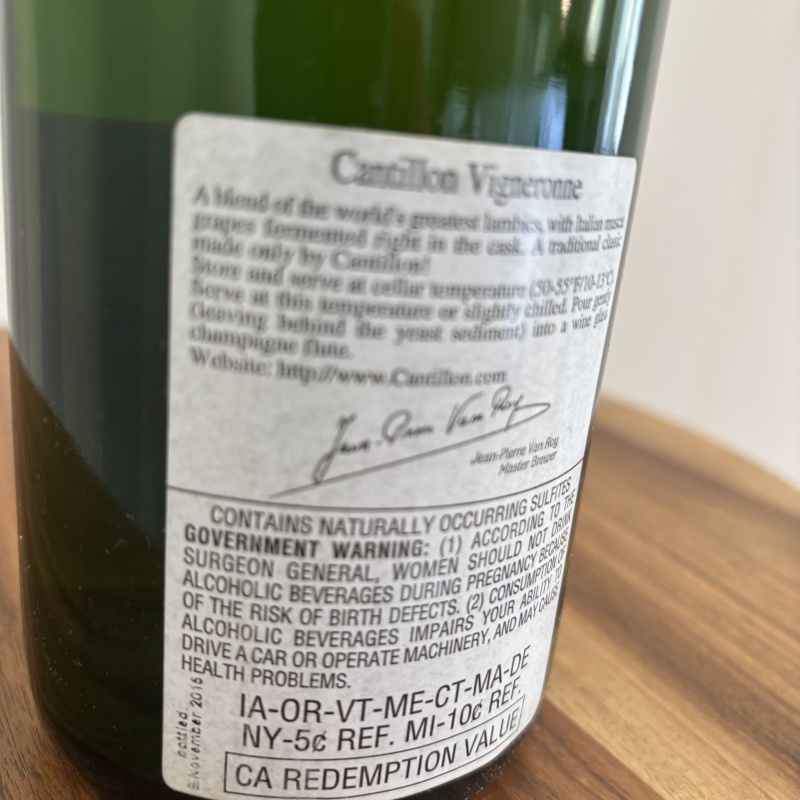 Cantillon Vigneronne
A blend of the world's greatest lambics, with Italian muscat
grapes fermented right in the cask. A traditional classic
made only by Cantillon!
Store and serve at cellar temperature (50-55°F/10-13°C).
Serve at this temperature or slightly chilled. Pour gently
(leaving behind the yeast sediment) into a wine glass
champagne flute.
Website: http://www.Cantillon.com
Jean-Pierre Van Roy
Jean-Pierre Van Roy
Master Brewer
CONTAINS NATURALLY OCCURRING SULFITES
GOVERNMENT WARNING: (1) ACCORDING TO THE
SURGEON GENERAL, WOMEN SHOULD NOT DRINK
ALCOHOLIC BEVERAGES DURING PREGNANCY BECAUSE
OF THE RISK OF BIRTH DEFECTS. (2) CONSUMPTION OF
ALCOHOLIC BEVERAGES IMPAIRS YOUR ABILITY TO
DRIVE A CAR OR OPERATE MACHINERY, AND MAY CAUSE
HEALTH PROBLEMS.
IA-OR-VT-ME-CT-MA-DE
NY-5¢ REF. MI-10¢ REF.
CA REDEMPTION VALUE
bottled
November 2015